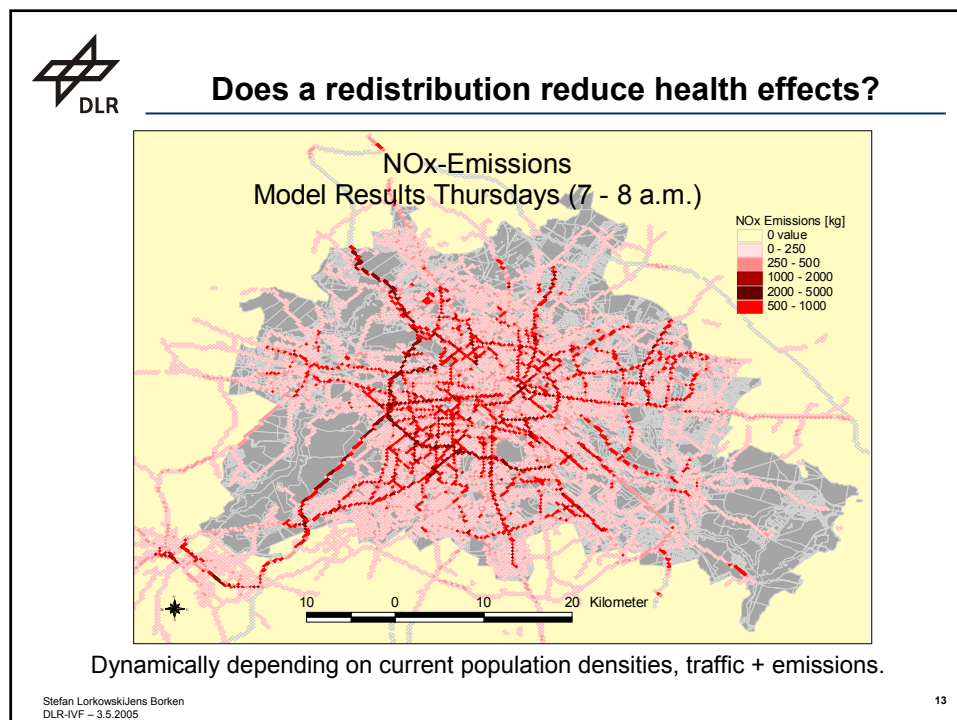 DLR
Does a redistribution reduce health effects?
NOx-Emissions
Model Results Thursdays (7 - 8 a.m.)
NOx Emissions [kg]
0 value
0 - 250
250 - 500
1000 - 2000
2000 - 5000
500 - 1000
10 0 10 20 Kilometer
Dynamically depending on current population densities, traffic + emissions.
Stefan LorkowskiJens Borken
DLR-IVF – 3.5.2005
13